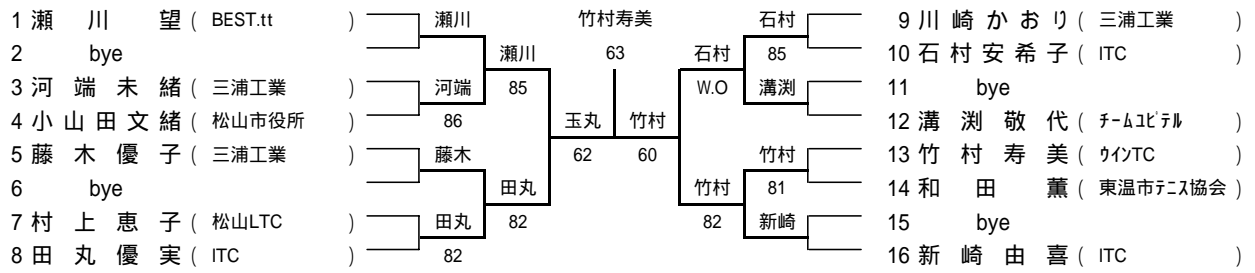 1 瀬川望 ( BEST.tt ) 瀬川 竹村寿美 石村 9 川崎かおり ( 三浦工業 )
2 bye 瀬川 63 石村 85 10 石村安希子 ( ITC )
3 河端未緒 ( 三浦工業 ) 河端 85 W.O 溝渕 11 bye
4 小山田文緒 ( 松山市役所 ) 86 玉丸 竹村 12 溝渕敬代 ( チームユピテル )
5 藤木優子 ( 三浦工業 ) 藤木 62 60 竹村 13 竹村寿美 ( ウインTC )
6 bye 田丸 竹村 81 14 和田薫 ( 東温市テニス協会 )
7 村上恵子 ( 松山LTC ) 田丸 82 82 新崎 15 bye
8 田丸優実 ( ITC ) 82 16 新崎由喜 ( ITC )